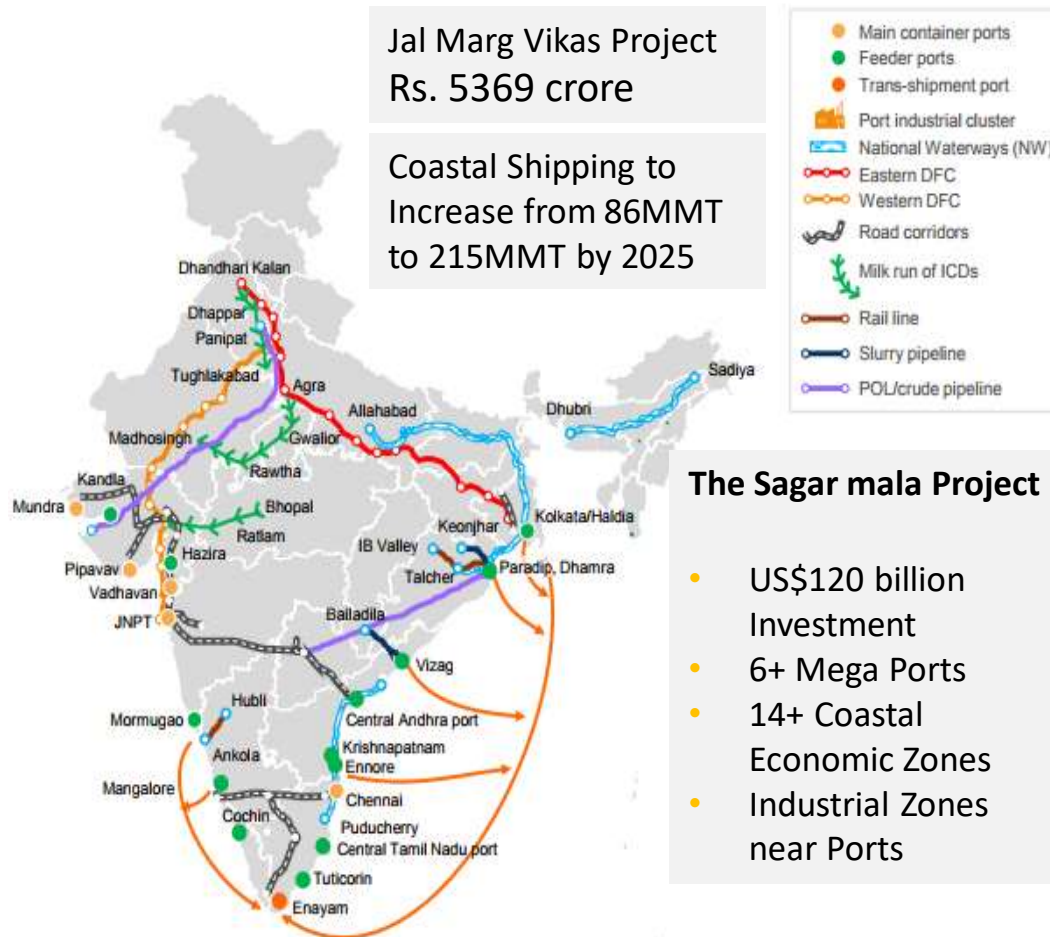 Jal Marg Vikas Project
Rs. 5369 crore
Coastal Shipping to
Increase from 86MMT
to 215MMT by 2025
Main container ports
Feeder ports
Trans-shipment port
Port industrial cluster
National Waterways (NW)
Eastern DFC
Western DFC
Road corridors
Milk run of ICDs
Rail line
Slurry pipeline
POL/crude pipeline
Dhandhari Kalan
Dhappar
Panipat
Tughlakabad
Agra
Allahabad
Dhubri
Sadiya
Madhosingh
Gwalior
Rawtha
Kandla
Mundra
Bhopal
Ratlam
Keonjhar
Kolkata/Haldia
Hazira
IB Valley
Pipavav
Talcher
Paradip, Dhamra
Vadhavan
JNPT
Bailadila
Vizag
Hubli
Mormugao
Central Andhra port
Ankola
Krishnapatnam
Ennore
Mangalore
Chennai
Cochin
Puducherry
Central Tamil Nadu port
Tuticorin
Enayam
The Sagar mala Project
• US$120 billion
Investment
• 6+ Mega Ports
• 14+ Coastal
Economic Zones
• Industrial Zones
near Ports